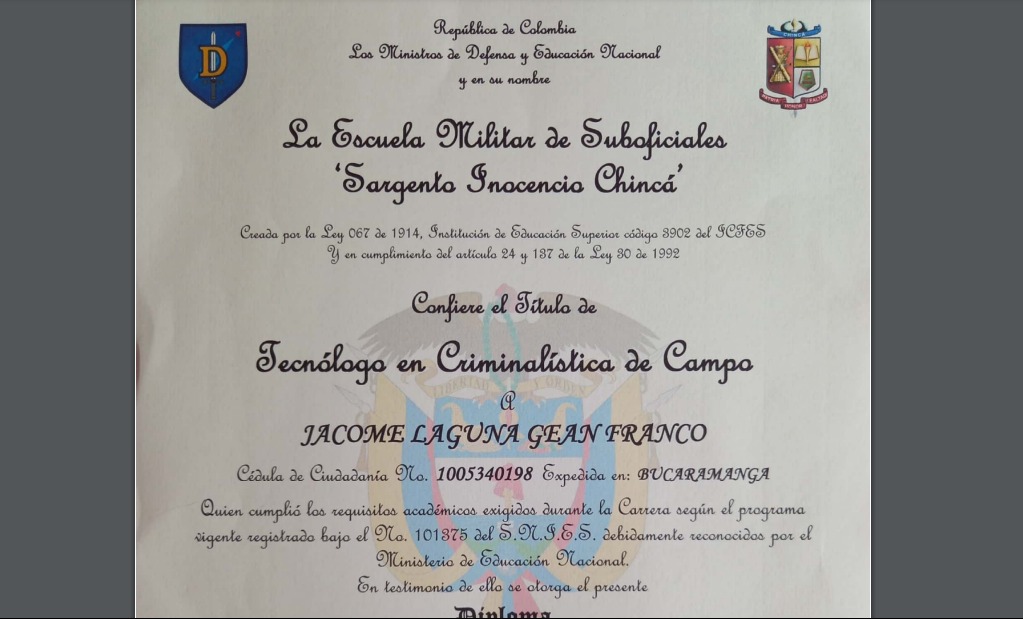 República de Colombia
Los Ministros de Defensa y Educación Nacional
y en su nombre
D
CHINCÁ
PATRIA HONOR LEALTAD
La Escuela Militar de Suboficiales
‘Sargento Inocencio Chincá’
Creada por la Ley 067 de 1914, Institución de Educación Superior código 3902 del ICFES
Y en cumplimiento del artículo 24 y 137 de la Ley 30 de 1992
Confiere el Título de
Tecnólogo en Criminalística de Campo
LIBERTAD Y ORDEN
A
JACOME LAGUNA GEAN FRANCO
Cédula de Ciudadanía No. 1005340198 Expedida en: BUCARAMANGA
Quien cumplió los requisitos académicos exigidos durante la Carrera según el programa
vigente registrado bajo el No. 101375 del S.N.I.E.S. debidamente reconocidos por el
Ministerio de Educación Nacional.
En testimonio de ello se otorga el presente
Diploma